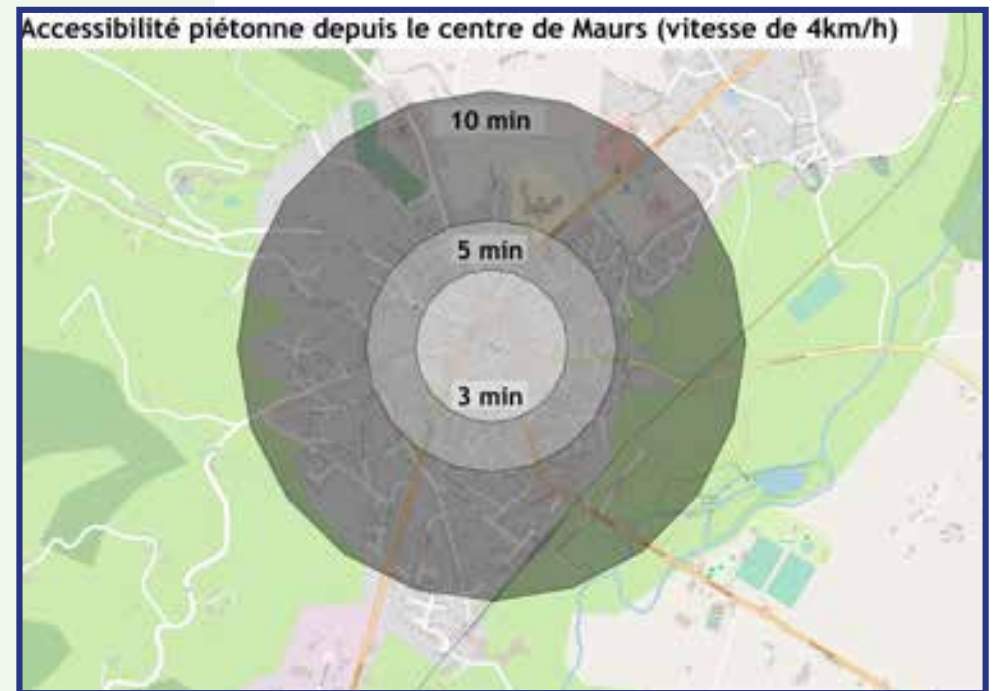 Accessibilité piétonne depuis le centre de Maurs (vitesse de 4km/h)
10 min
5 min
3 min